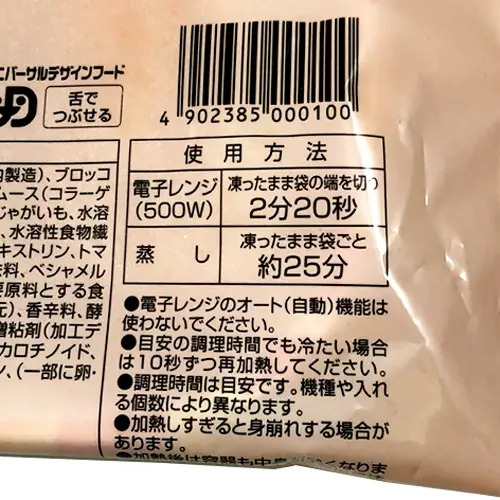 ニバーサルデザインフード
舌で
つぶせる
4 902385 000100
使用方法
電子レンジ
(500W)
凍ったまま袋の端を切り
2分20秒
蒸し
凍ったまま袋ごと
約25分
●電子レンジのオート(自動)機能は
使わないでください。
●目安の調理時間でも冷たい場合
は10秒ずつ再加熱してください。
●調理時間は目安です。機種や入れ
る個数により異なります。
●加熱しすぎると身崩れする場合が
あります。
製造)、ブロッコ
ムース(コラーゲ
じゃがいも、水溶
、水溶性食物繊
キストリン、トマ
料、ベシャメル
要原料とする食
元)、香辛料、酵
増粘剤(加工デ
カロチノイド、
ン、(一部に卵・